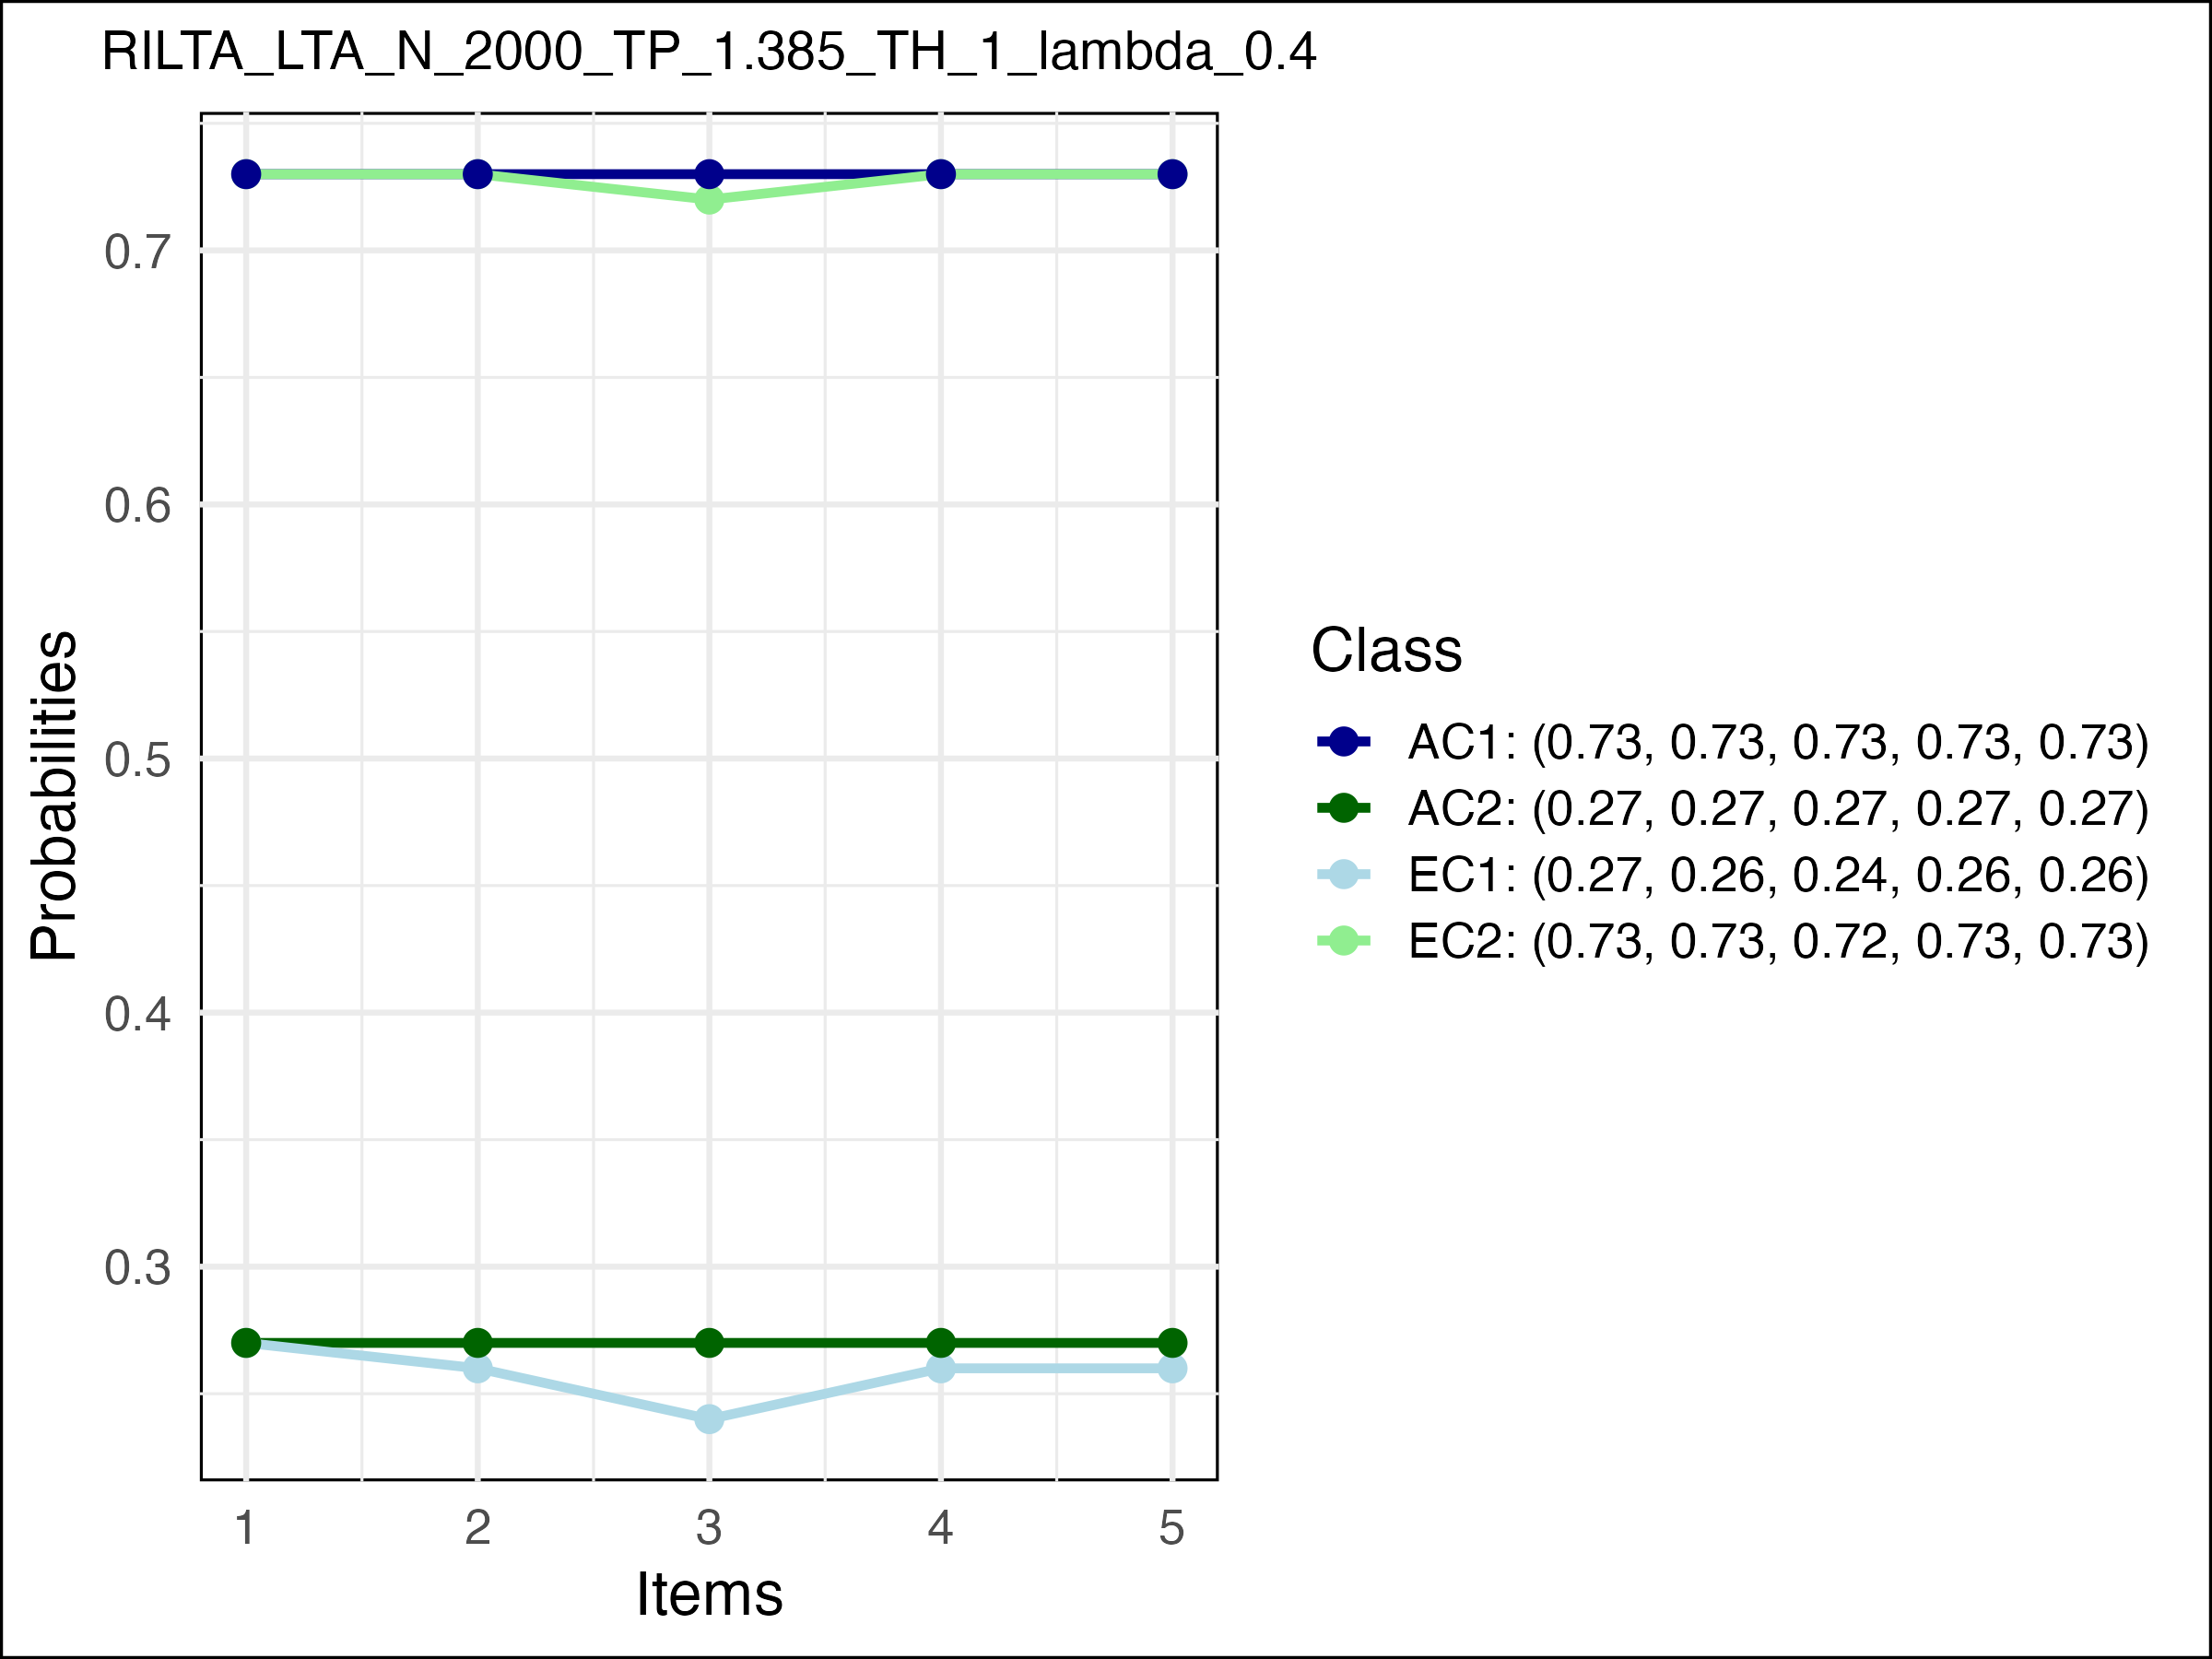 RILTA_LTA_N_2000_TP_1.385_TH_1_lambda_0.4
0.7
0.6
0.5
0.4
0.3
Probabilities
1 2 3 4 5
Items
Class
AC1: (0.73, 0.73, 0.73, 0.73, 0.73)
AC2: (0.27, 0.27, 0.27, 0.27, 0.27)
EC1: (0.27, 0.26, 0.24, 0.26, 0.26)
EC2: (0.73, 0.73, 0.72, 0.73, 0.73)